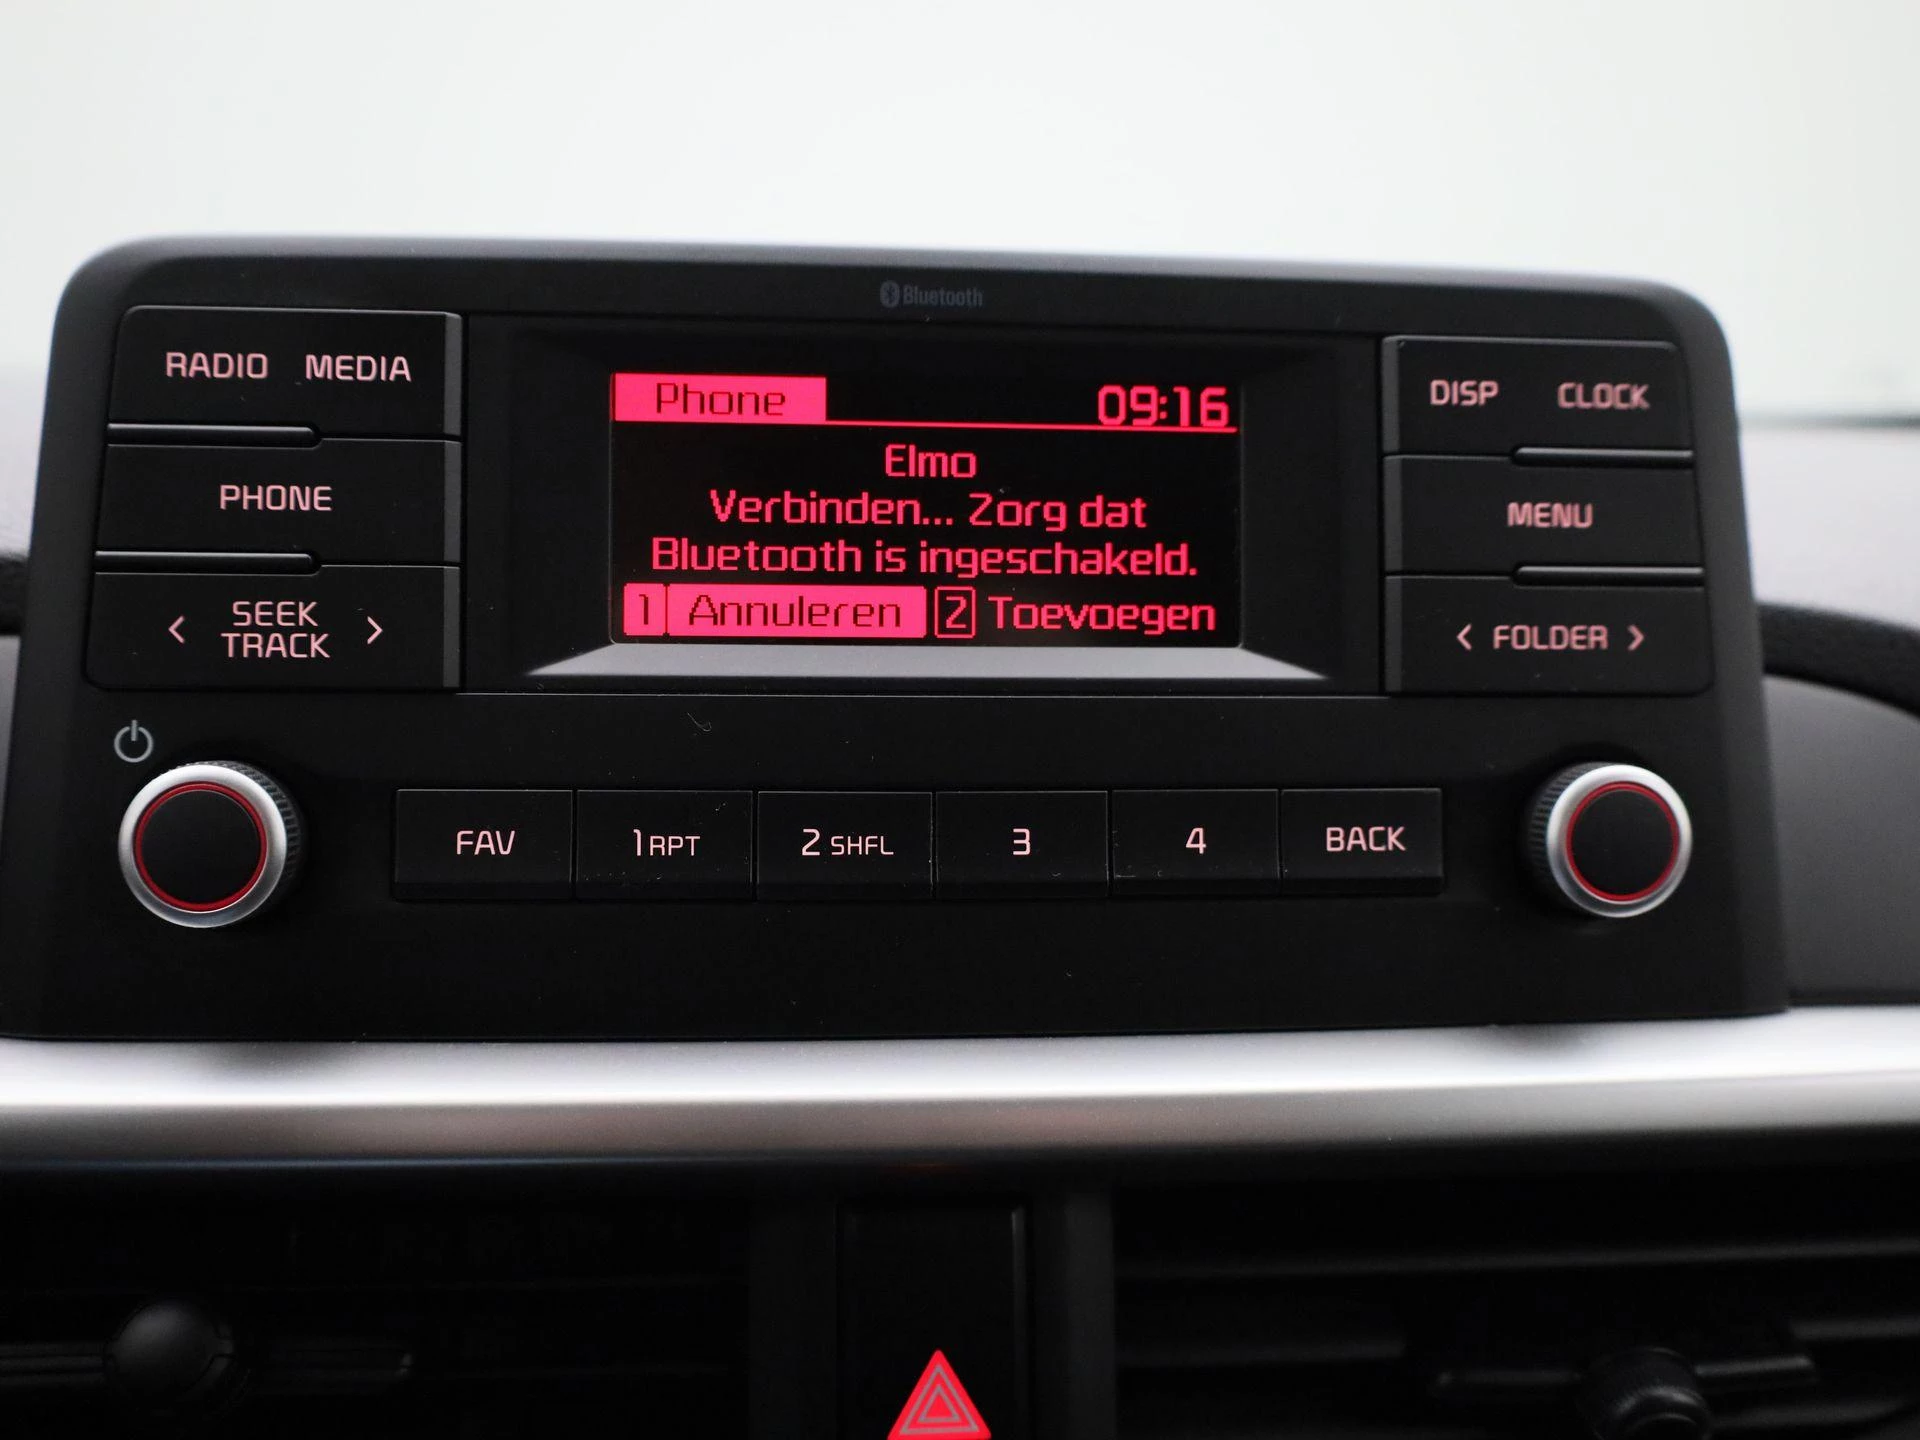 Bluetooth
RADIO MEDIA
PHONE
< SEEK TRACK >
Phone 09:16
Elmo
Verbinden... Zorg dat
Bluetooth is ingeschakeld.
1 Annuleren 2 Toevoegen
DISP CLOCK
MENU
< FOLDER >
FAV 1 RPT 2 SHFL 3 4 BACK